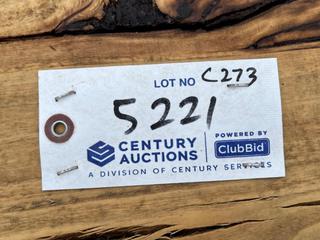 LOT NO C273
5221
CENTURY AUCTIONS
POWERED BY
ClubBid
A DIVISION OF CENTURY SERVICES